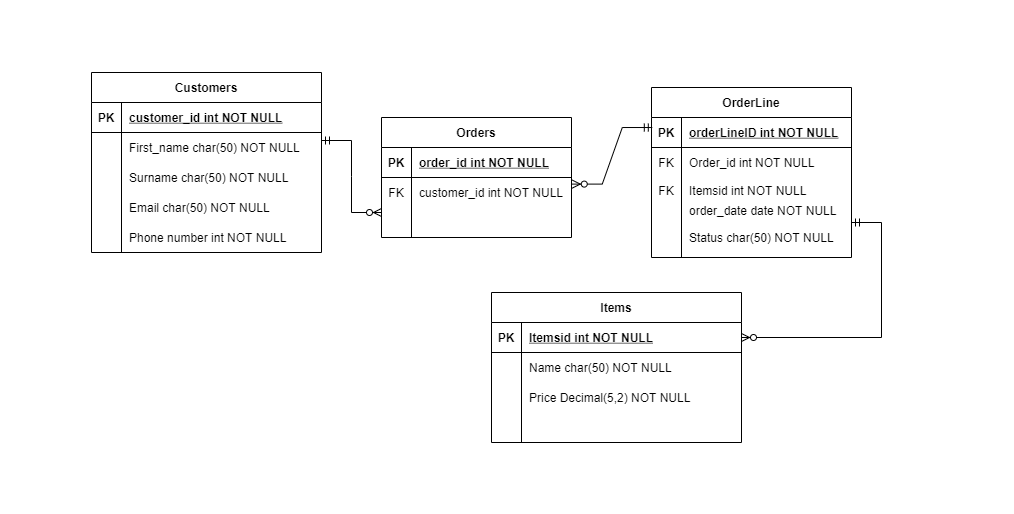 Customers
PK customer_id int NOT NULL
First_name char(50) NOT NULL
Surname char(50) NOT NULL
Email char(50) NOT NULL
Phone number int NOT NULL
Orders
PK order_id int NOT NULL
FK customer_id int NOT NULL
OrderLine
PK orderLineID int NOT NULL
FK Order_id int NOT NULL
FK Itemsid int NOT NULL
order_date date NOT NULL
Status char(50) NOT NULL
Items
PK Itemsid int NOT NULL
Name char(50) NOT NULL
Price Decimal(5,2) NOT NULL